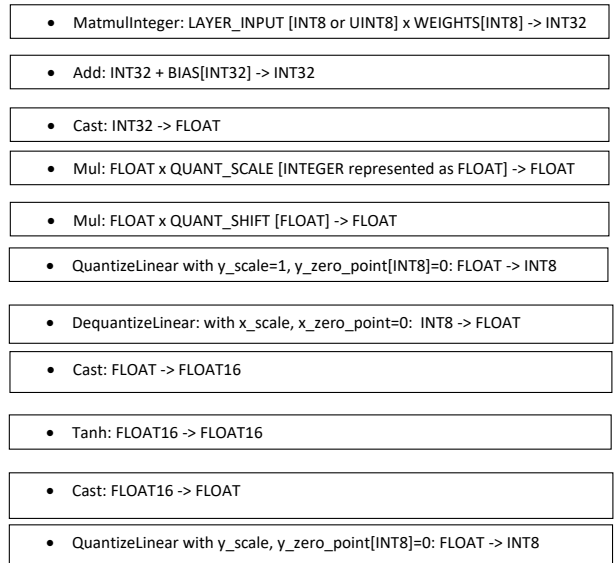 • MatmulInteger: LAYER_INPUT [INT8 or UINT8] x WEIGHTS[INT8] -> INT32
• Add: INT32 + BIAS[INT32] -> INT32
• Cast: INT32 -> FLOAT
• Mul: FLOAT x QUANT_SCALE [INTEGER represented as FLOAT] -> FLOAT
• Mul: FLOAT x QUANT_SHIFT [FLOAT] -> FLOAT
• QuantizeLinear with y_scale=1, y_zero_point[INT8]=0: FLOAT -> INT8
• DequantizeLinear: with x_scale, x_zero_point=0: INT8 -> FLOAT
• Cast: FLOAT -> FLOAT16
• Tanh: FLOAT16 -> FLOAT16
• Cast: FLOAT16 -> FLOAT
• QuantizeLinear with y_scale, y_zero_point[INT8]=0: FLOAT -> INT8